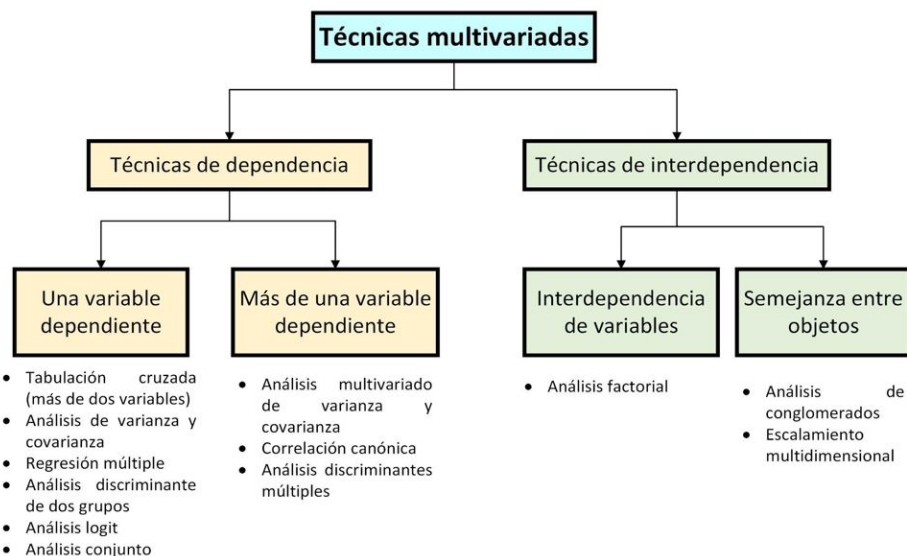 Técnicas multivariadas
Técnicas de dependencia
Técnicas de interdependencia
Una variable
dependiente
Más de una variable
dependiente
Interdependencia
de variables
Semejanza entre
objetos
• Tabulación cruzada
(más de dos variables)
• Análisis de varianza y
covarianza
• Regresión múltiple
• Análisis discriminante
de dos grupos
• Análisis logit
• Análisis conjunto
• Análisis multivariado
de varianza y
covarianza
• Correlación canónica
• Análisis discriminantes
múltiples
• Análisis factorial
• Análisis de
conglomerados
• Escalamiento
multidimensional